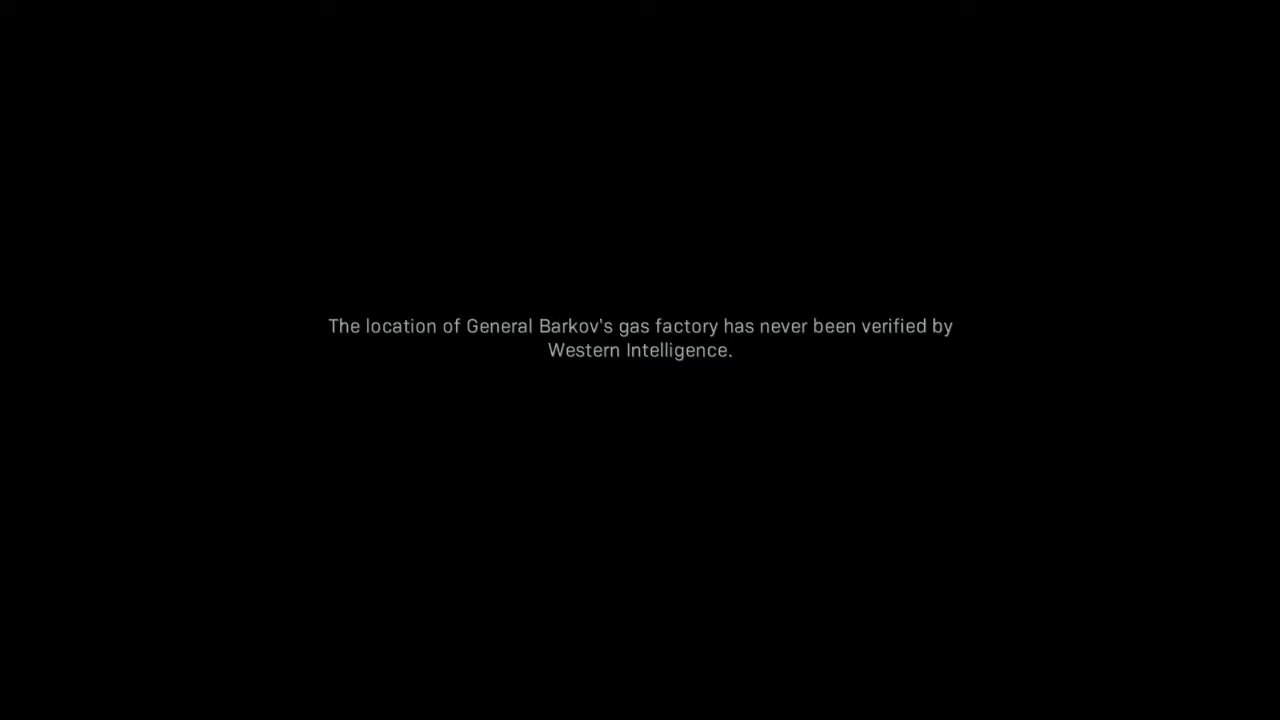 The location of General Barkov's gas factory has never been verified by
Western Intelligence.